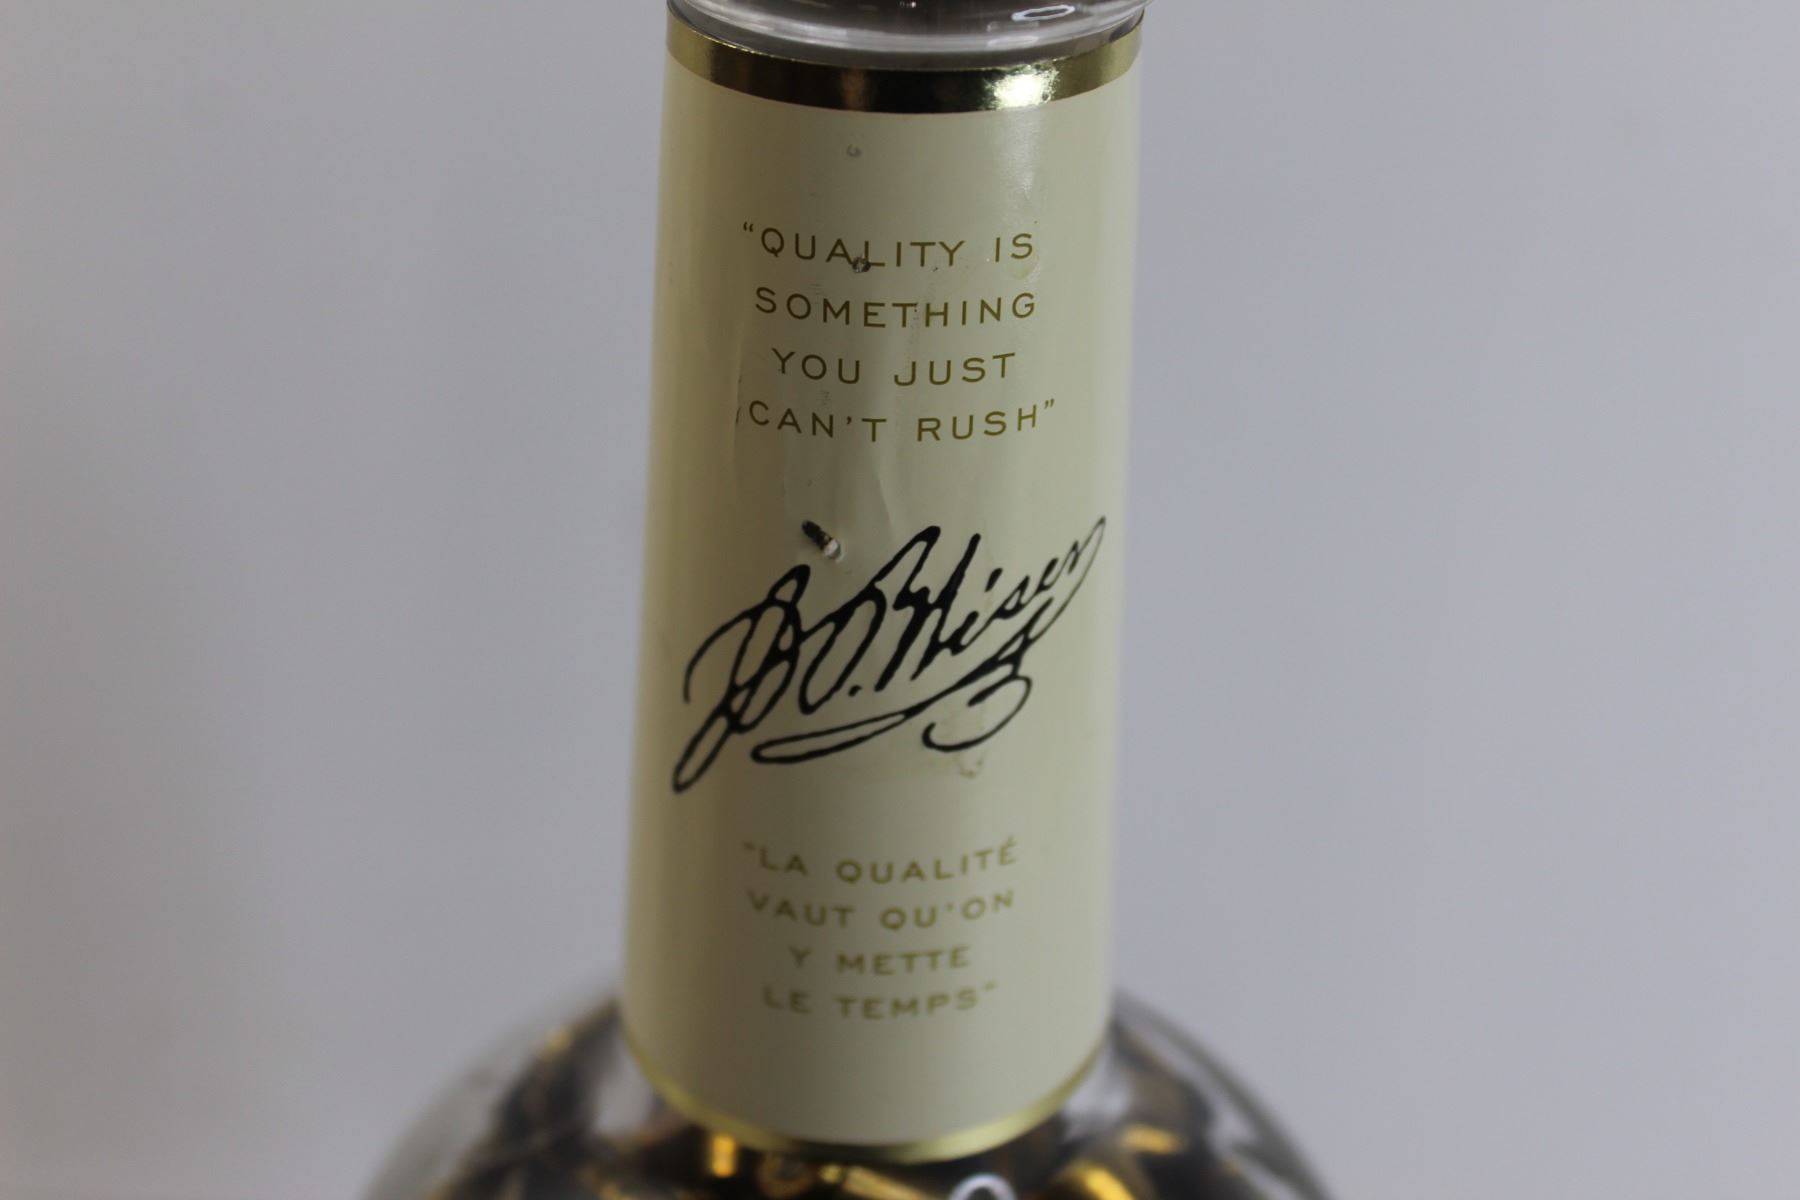 “QUALITY IS
SOMETHING
YOU JUST
CAN'T RUSH”
J.P. Wiser
"LA QUALITÉ
VAUT QU'ON
Y METTE
LE TEMPS"